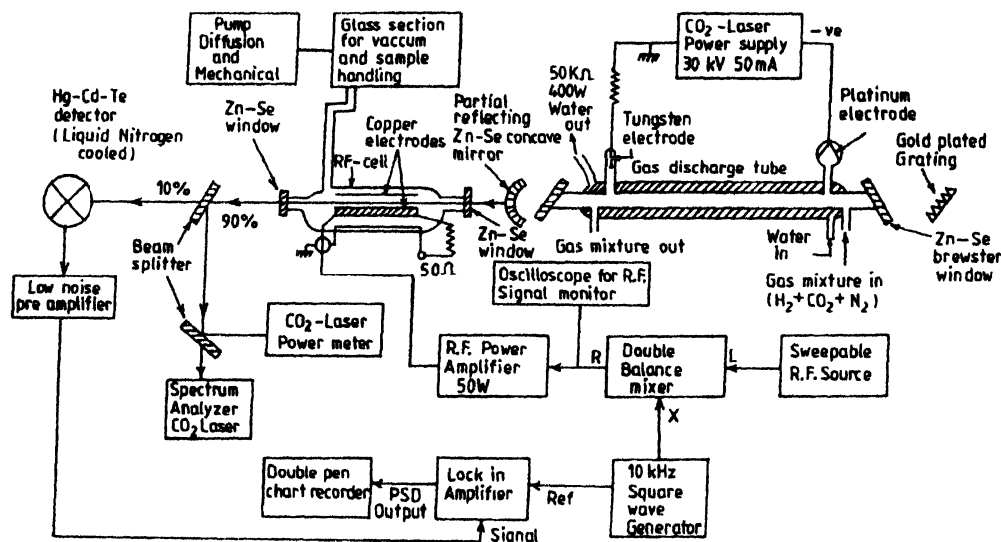 Pump
Diffusion
and
Mechanical
Glass section
for vaccum
and sample
handling
CO₂-Laser
Power supply
30 kV 50mA
-ve
Hg-Cd-Te
detector
(Liquid Nitrogen
cooled)
Zn-Se
window
Copper
electrodes
RF-cell
Partial
reflecting
Zn-Se concave
mirror
50KΩ
400W
Water
out
Tungsten
electrode
Gas discharge tube
Platinum
electrode
Gold plated
Grating
10%
90%
Beam
splitter
50Ω
Zn-Se
window
Gas mixture out
Water
In
Gas mixture in
(H₂+CO₂+N₂)
Zn-Se
brewster
window
Low noise
pre amplifier
CO₂-Laser
Power meter
Spectrum
Analyzer
CO₂ Laser
Oscilloscope for R.F.
Signal monitor
R.F. Power
Amplifier
50W
R
Double
Balance
mixer
L
Sweepable
R.F. Source
X
Double pen
chart recorder
PSD
Output
Lock in
Amplifier
Ref
10 kHz
Square
wave
Generator
Signal